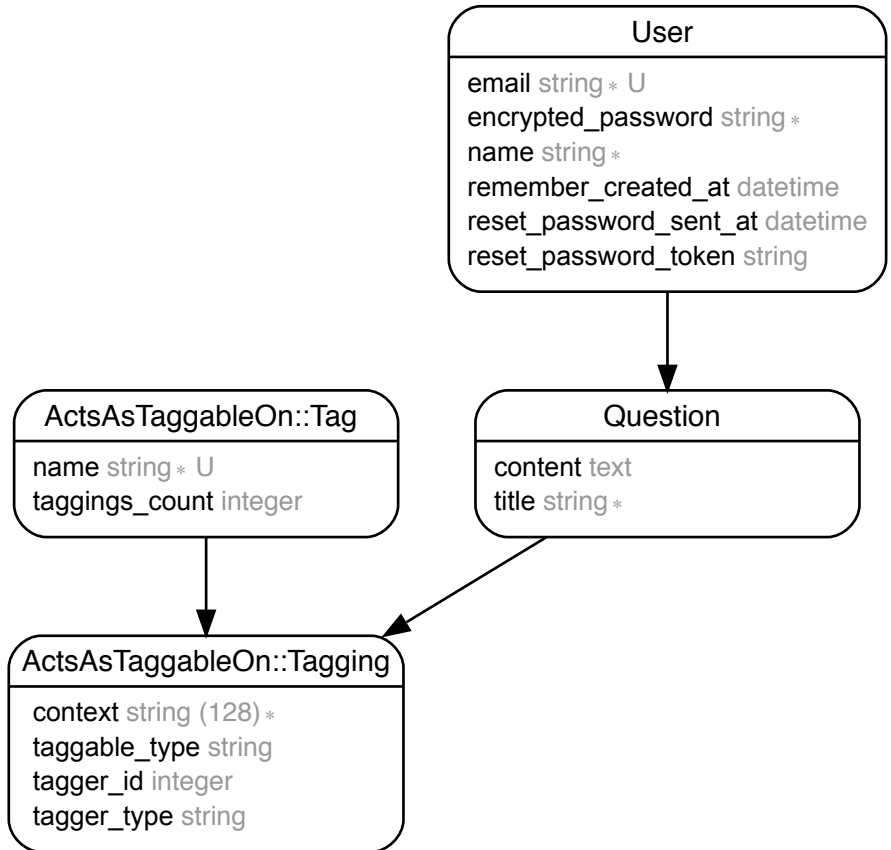 User
email string ∗ U
encrypted_password string ∗
name string ∗
remember_created_at datetime
reset_password_sent_at datetime
reset_password_token string
ActsAsTaggableOn::Tag
name string ∗ U
taggings_count integer
Question
content text
title string ∗
ActsAsTaggableOn::Tagging
context string (128) ∗
taggable_type string
tagger_id integer
tagger_type string